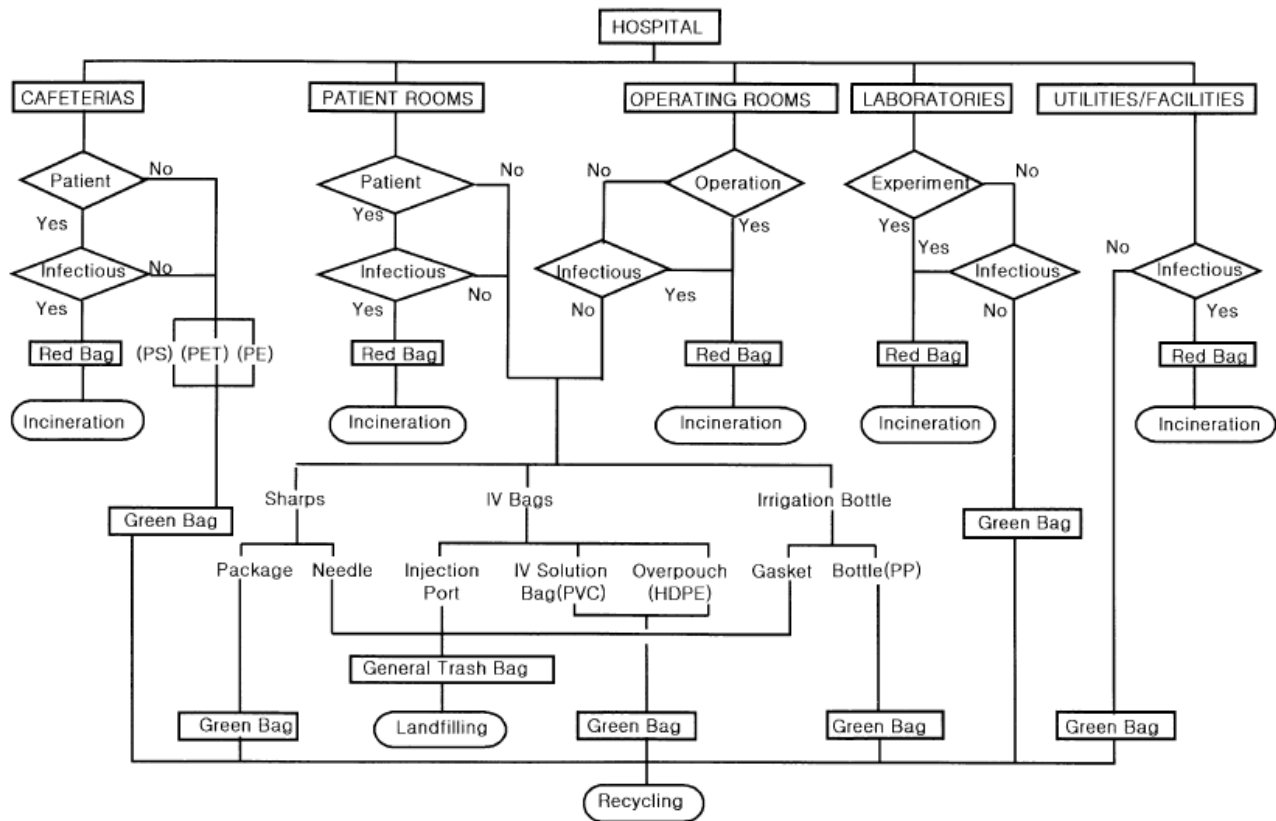 HOSPITAL
CAFETERIAS
PATIENT ROOMS
OPERATING ROOMS
LABORATORIES
UTILITIES/FACILITIES
No
No
No
Patient
Patient
Operation
Experiment
No
Yes
Yes
Yes
Yes
Yes
No
Infectious
No
Infectious
No
Infectious
Yes
Infectious
Infectious
Yes
Yes
No
No
Yes
Red Bag
(PS) (PET) (PE)
Red Bag
Red Bag
Red Bag
Red Bag
Incineration
Incineration
Incineration
Incineration
Incineration
Sharps
IV Bags
Irrigation Bottle
Green Bag
Green Bag
Package
Needle
Injection
Port
IV Solution
Bag(PVC)
Overpouch
(HDPE)
Gasket
Bottle(PP)
General Trash Bag
Green Bag
Landfilling
Green Bag
Green Bag
Green Bag
Recycling